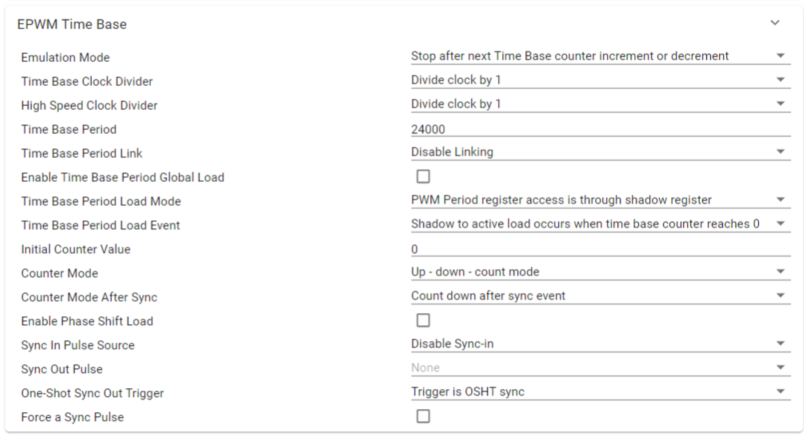 EPWM Time Base
Emulation Mode Stop after next Time Base counter increment or decrement
Time Base Clock Divider Divide clock by 1
High Speed Clock Divider Divide clock by 1
Time Base Period 24000
Time Base Period Link Disable Linking
Enable Time Base Period Global Load
Time Base Period Load Mode PWM Period register access is through shadow register
Time Base Period Load Event Shadow to active load occurs when time base counter reaches 0
Initial Counter Value 0
Counter Mode Up - down - count mode
Counter Mode After Sync Count down after sync event
Enable Phase Shift Load
Sync In Pulse Source Disable Sync-in
Sync Out Pulse None
One-Shot Sync Out Trigger Trigger is OSHT sync
Force a Sync Pulse